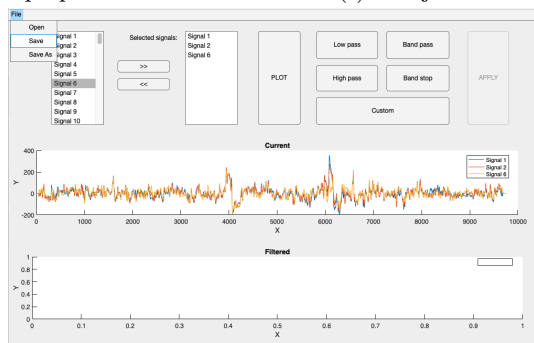 File
Open
Save
Save As
Signal 1
Signal 2
Signal 3
Signal 4
Signal 5
Signal 6
Signal 7
Signal 8
Signal 9
Signal 10
>>
<<
Selected signals:
Signal 1
Signal 2
Signal 6
PLOT
Low pass
Band pass
High pass
Band stop
Custom
APPLY
Current
400
200
0
-200
Y
0 1000 2000 3000 4000 5000 6000 7000 8000 9000 10000
X
Signal 1
Signal 2
Signal 6
Filtered
1
0.8
0.6
0.4
0.2
0
Y
0 0.1 0.2 0.3 0.4 0.5 0.6 0.7 0.8 0.9 1
X